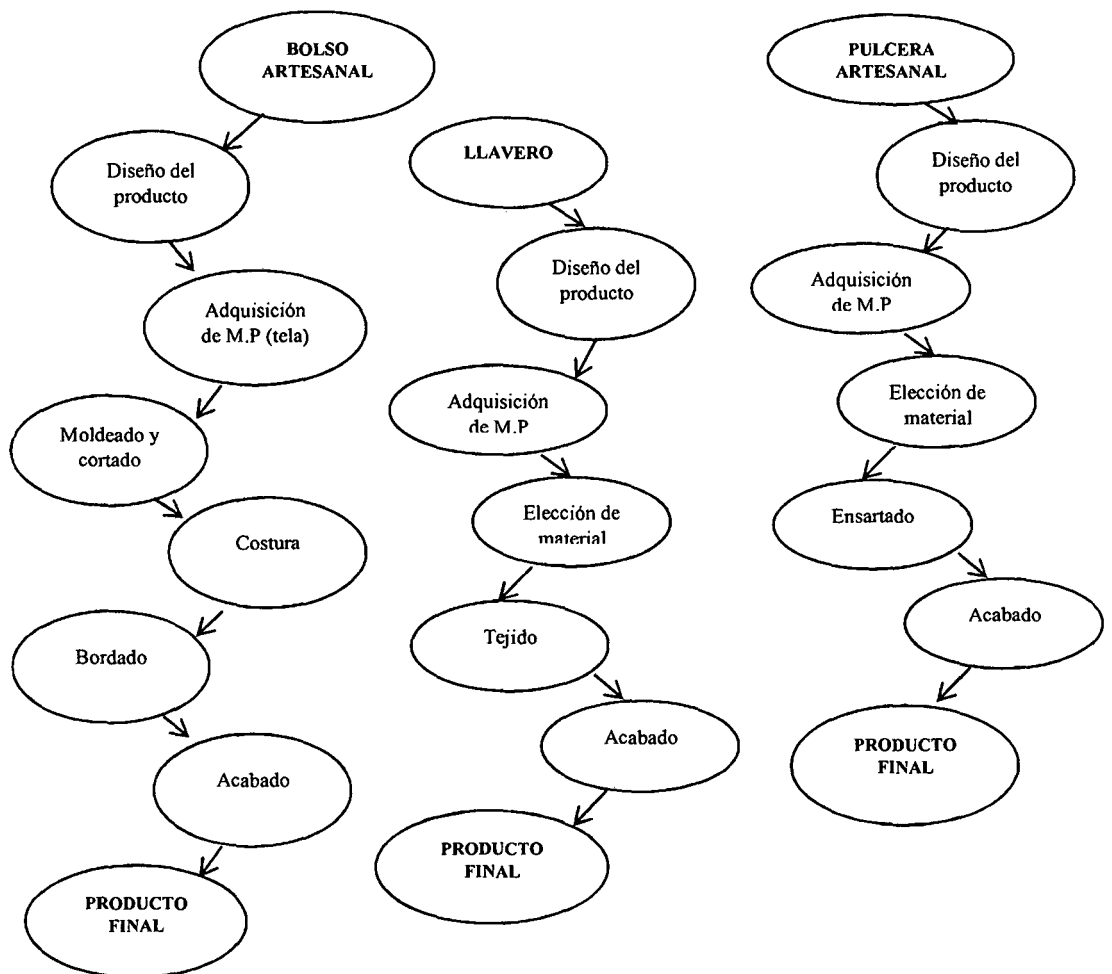 BOLSO
ARTESANAL
Diseño del
producto
Adquisición
de M.P (tela)
Moldeado y
cortado
Costura
Bordado
Acabado
PRODUCTO
FINAL
LLAVERO
Diseño del
producto
Adquisición
de M.P
Elección de
material
Tejido
Acabado
PRODUCTO
FINAL
PULCERA
ARTESANAL
Diseño del
producto
Adquisición
de M.P
Elección de
material
Ensartado
Acabado
PRODUCTO
FINAL